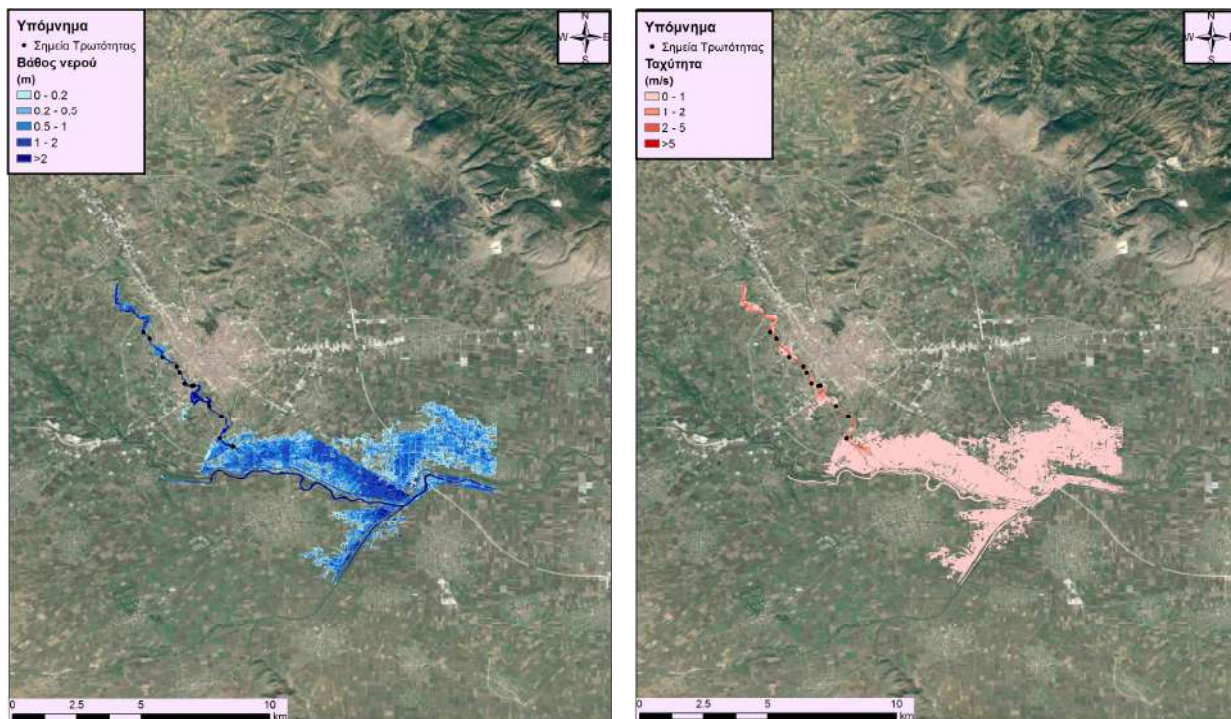 Υπόμνημα
• Σημεία Τρωτότητας
Βάθος νερού
(m)
0 - 0.2
0.2 - 0.5
0.5 - 1
1 - 2
>2
N
W E
S
0 2.5 5 10
km
Υπόμνημα
• Σημεία Τρωτότητας
Ταχύτητα
(m/s)
0 - 1
1 - 2
2 - 5
>5
N
W E
S
0 2.5 5 10
km